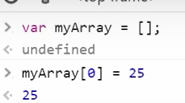 > var myArray = [];
< undefined
> myArray[0] = 25
< 25